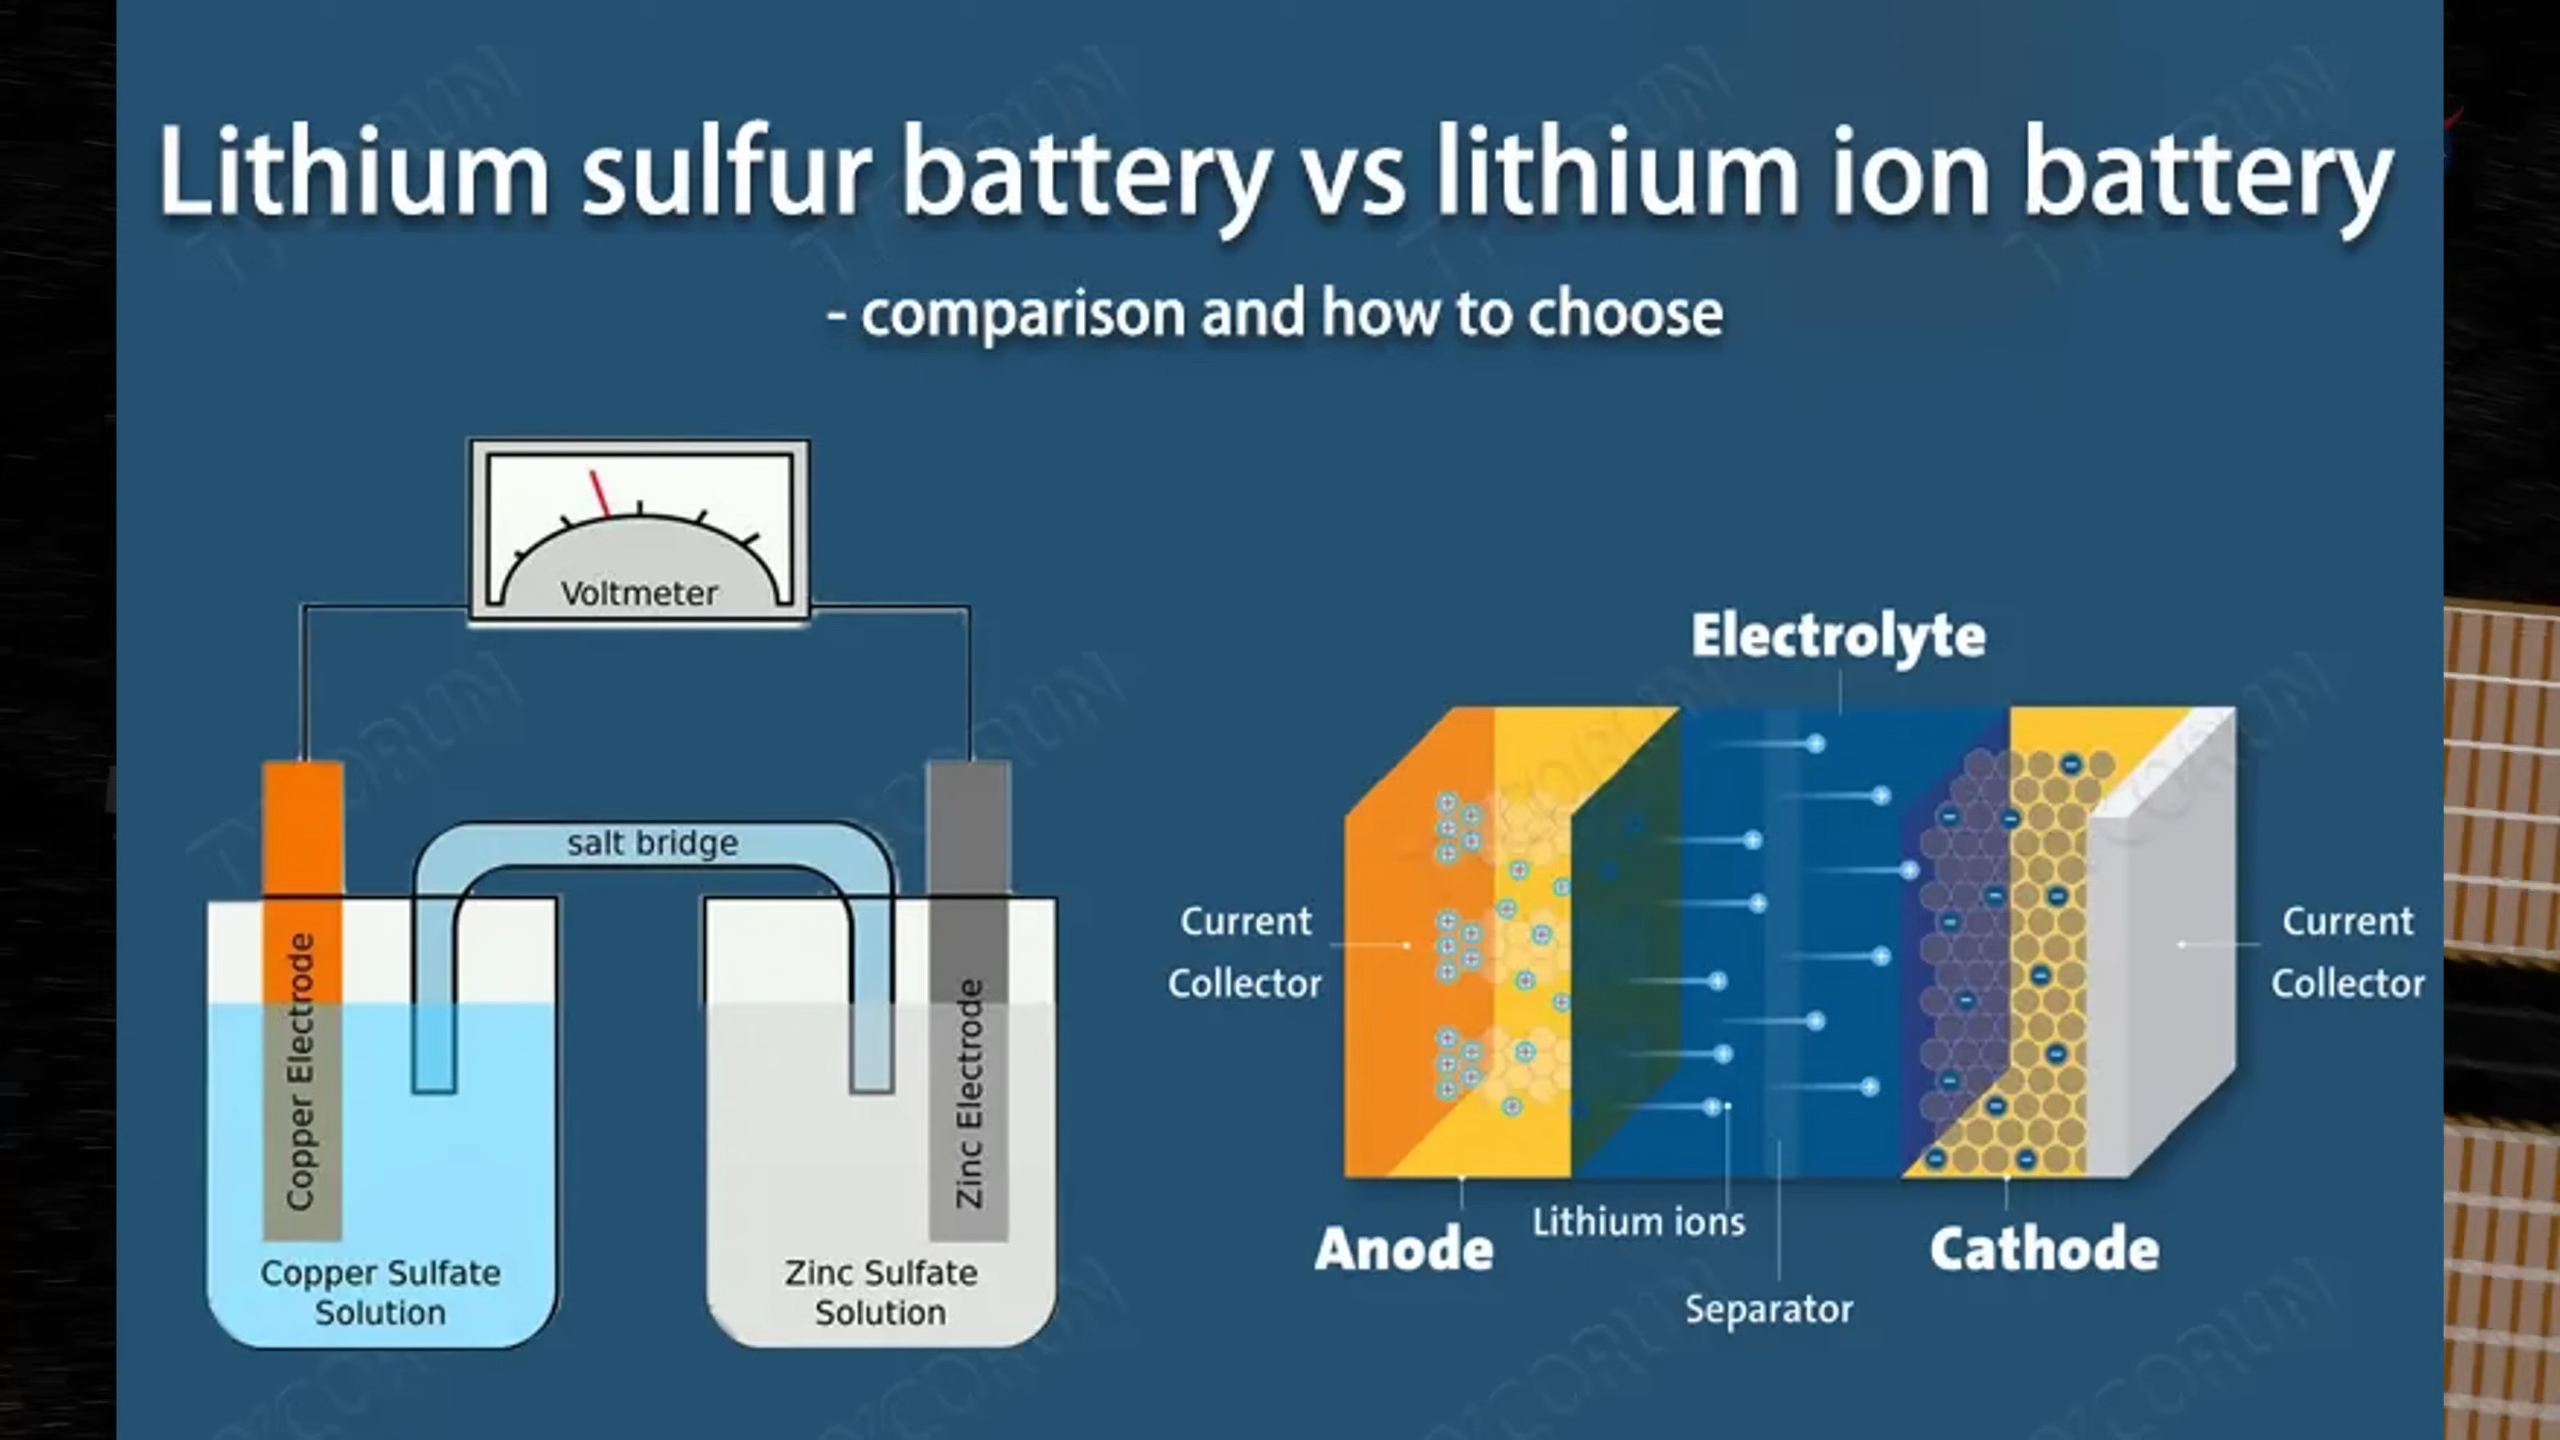 Lithium sulfur battery vs lithium ion battery
- comparison and how to choose
Voltmeter
salt bridge
Copper Electrode
Zinc Electrode
Copper Sulfate
Solution
Zinc Sulfate
Solution
Electrolyte
Current
Collector
Current
Collector
Anode
Lithium ions
Cathode
Separator
TYCORUN